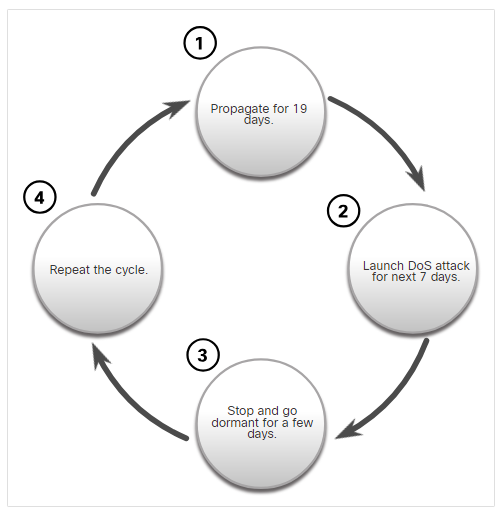 1
Propagate for 19
days.
2
Launch DoS attack
for next 7 days.
3
Stop and go
dormant for a few
days.
4
Repeat the cycle.